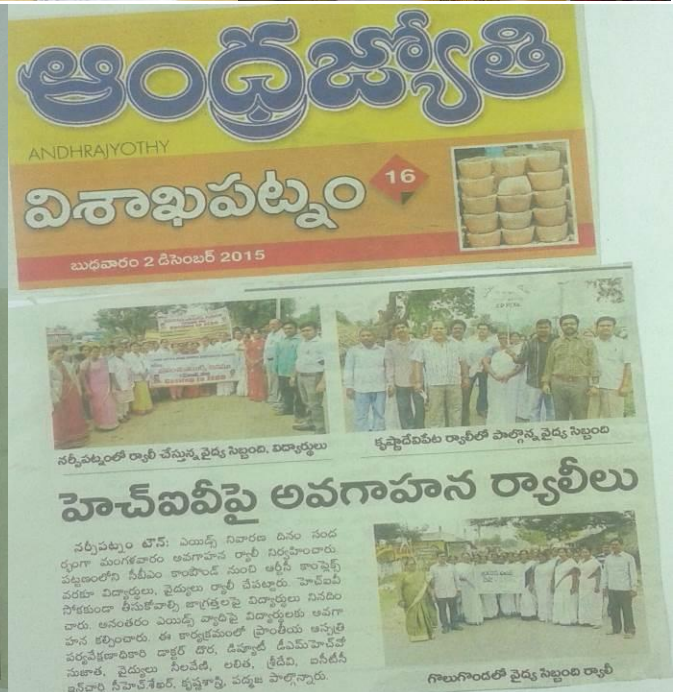 ఆంధ్రజ్యోతి
ANDHRAJYOTHY
విశాఖపట్నం
16
బుధవారం 2 డిసెంబర్ 2015
నర్సీపట్నంలో ర్యాలీ చేస్తున్న వైద్య సిబ్బంది, విద్యార్థులు
కృష్ణాదేవిపేట ర్యాలీలో పాల్గొన్న వైద్య సిబ్బంది
హెచ్ఐవీపై అవగాహన ర్యాలీలు
నర్సీపట్నం టౌన్: ఎయిడ్స్ నివారణ దినం సంద
ర్భంగా మంగళవారం అవగాహన ర్యాలీ నిర్వహించారు.
పట్టణంలోని సీబీఎం కాంపౌండ్ నుంచి ఆర్టీసీ కాంప్లెక్స్
వరకూ విద్యార్థులు, వైద్యులు ర్యాలీ చేపట్టారు. హెచ్ఐవీ
సోకకుండా తీసుకోవాల్సి జాగ్రత్తలపై విద్యార్థులు నినదిం
చారు. అనంతరం ఎయిడ్స్ వ్యాధిపై విద్యార్థులకు అవగా
హన కల్పించారు. ఈ కార్యక్రమంలో ప్రాంతీయ ఆస్పత్రి
పర్యవేక్షణాధికారి డాక్టర్ దొర, డిప్యూటీ డీఎమ్‌హెచ్‌వో
సుజాత, వైద్యులు నీలవేణి, లలిత, శ్రీదేవి, ఐసీటీసీ
ఇన్‌చార్జి సీహెచ్.శేఖర్, కృష్ణశాస్త్రి, పద్మజ పాల్గొన్నారు.
గొలుగొండలో వైద్య సిబ్బంది ర్యాలీ